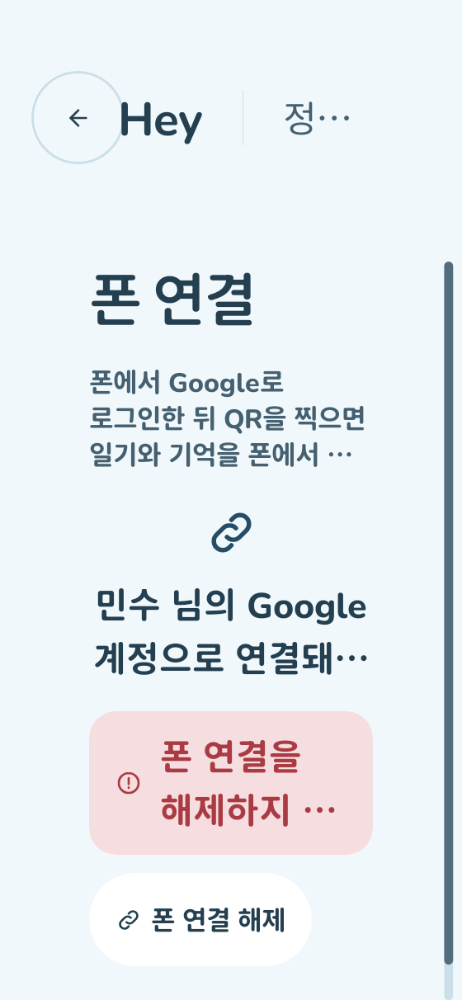 Hey
정⋯
폰 연결
폰에서 Google로
로그인한 뒤 QR을 찍으면
일기와 기억을 폰에서 ⋯
민수 님의 Google
계정으로 연결돼⋯
폰 연결을
해제하지 ⋯
폰 연결 해제